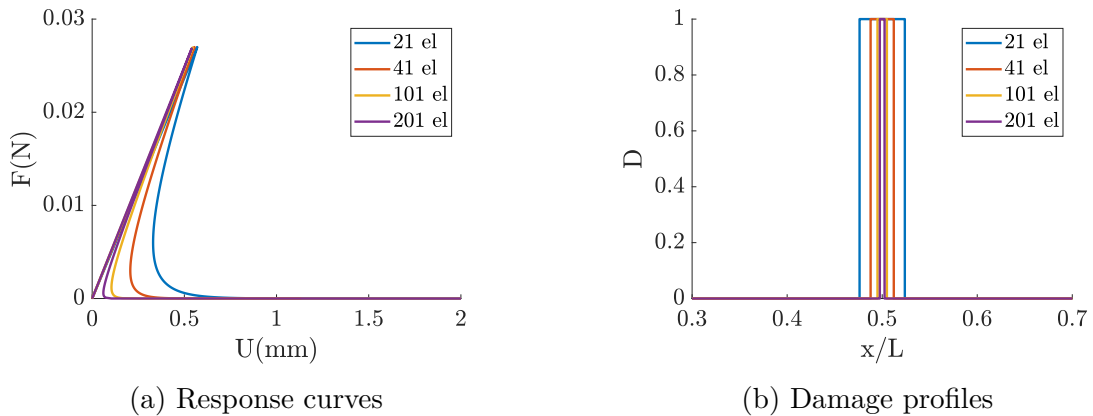 0.03
0.02
0.01
0
F(N)
0
0.5
1
1.5
2
U(mm)
21 el
41 el
101 el
201 el
(a) Response curves
1
0.8
0.6
0.4
0.2
0
D
0.3
0.4
0.5
0.6
0.7
x/L
21 el
41 el
101 el
201 el
(b) Damage profiles